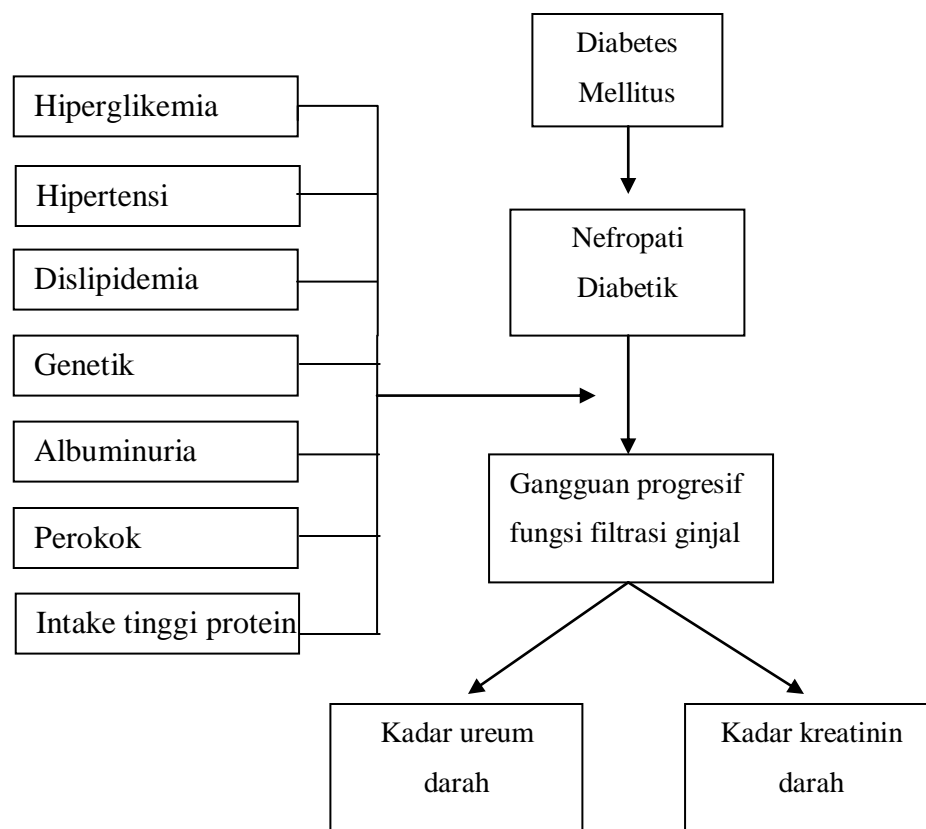 Diabetes
Mellitus
Hiperglikemia
Hipertensi
Dislipidemia
Genetik
Albuminuria
Perokok
Intake tinggi protein
Nefropati
Diabetik
Gangguan progresif
fungsi filtrasi ginjal
Kadar ureum
darah
Kadar kreatinin
darah